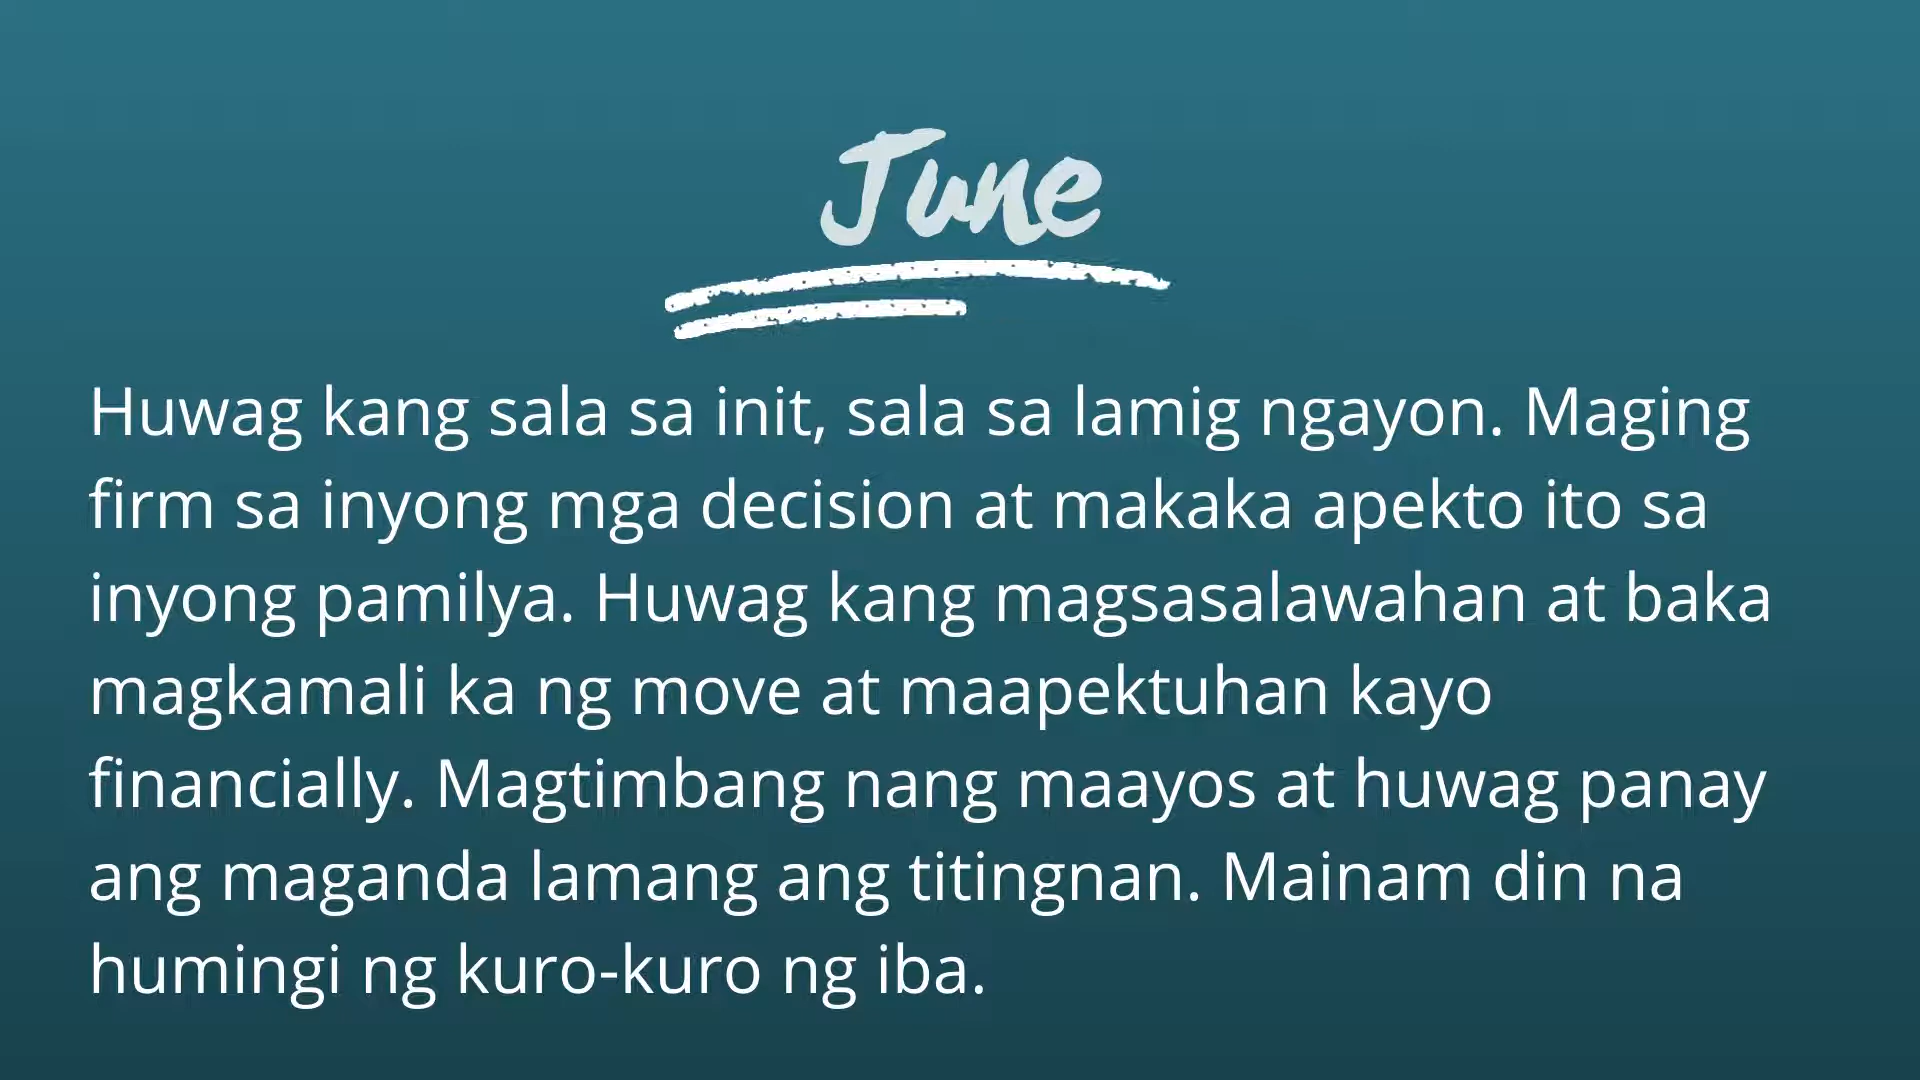 June
Huwag kang sala sa init, sala sa lamig ngayon. Maging
firm sa inyong mga decision at makaka apekto ito sa
inyong pamilya. Huwag kang magsasalawahan at baka
magkamali ka ng move at maapektuhan kayo
financially. Magtimbang nang maayos at huwag panay
ang maganda lamang ang titingnan. Mainam din na
humingi ng kuro-kuro ng iba.